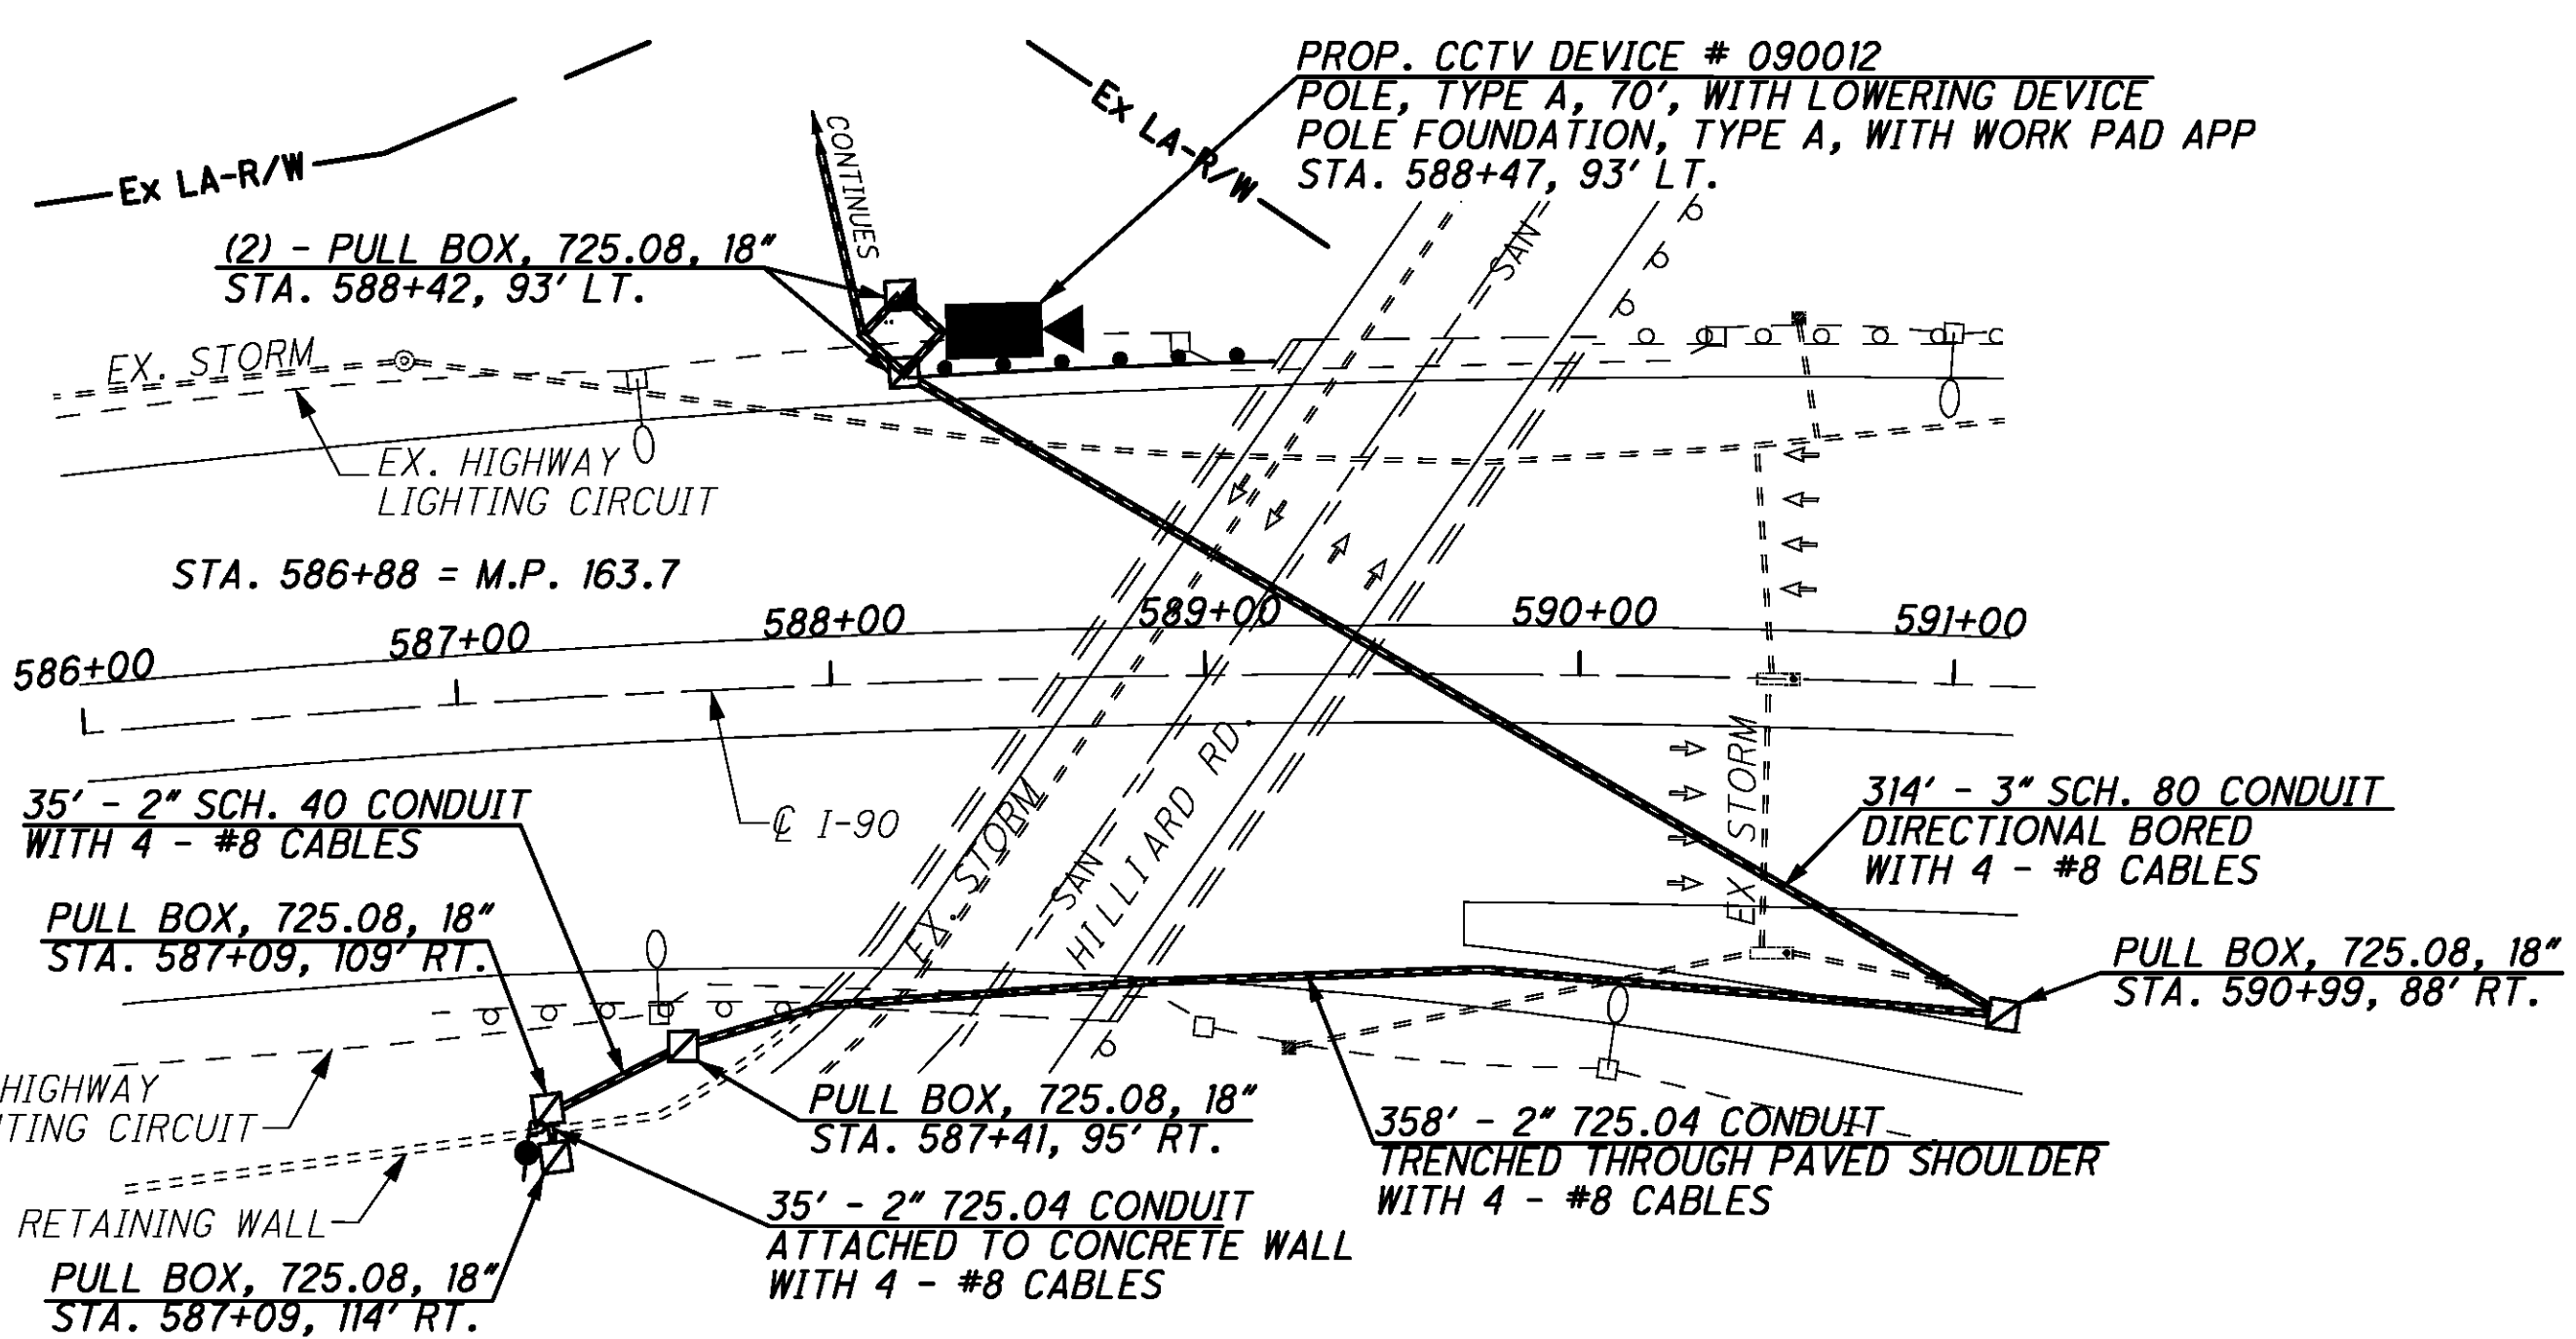 PROP. CCTV DEVICE # 090012
POLE, TYPE A, 70', WITH LOWERING DEVICE
POLE FOUNDATION, TYPE A, WITH WORK PAD APP
STA. 588+47, 93' LT.
Ex LA-R/W
Ex LA-R/W
CONTINUES
(2) - PULL BOX, 725.08, 18"
STA. 588+42, 93' LT.
SAN
EX. STORM
EX. HIGHWAY
LIGHTING CIRCUIT
STA. 586+88 = M.P. 163.7
586+00
587+00
588+00
589+00
590+00
591+00
35' - 2" SCH. 40 CONDUIT
WITH 4 - #8 CABLES
℄ I-90
EX. STORM
SAN
HILLIARD RD.
EX STORM
314' - 3" SCH. 80 CONDUIT
DIRECTIONAL BORED
WITH 4 - #8 CABLES
PULL BOX, 725.08, 18"
STA. 587+09, 109' RT.
PULL BOX, 725.08, 18"
STA. 590+99, 88' RT.
HIGHWAY
TING CIRCUIT
PULL BOX, 725.08, 18"
STA. 587+41, 95' RT.
358' - 2" 725.04 CONDUIT
TRENCHED THROUGH PAVED SHOULDER
WITH 4 - #8 CABLES
RETAINING WALL
35' - 2" 725.04 CONDUIT
ATTACHED TO CONCRETE WALL
WITH 4 - #8 CABLES
PULL BOX, 725.08, 18"
STA. 587+09, 114' RT.